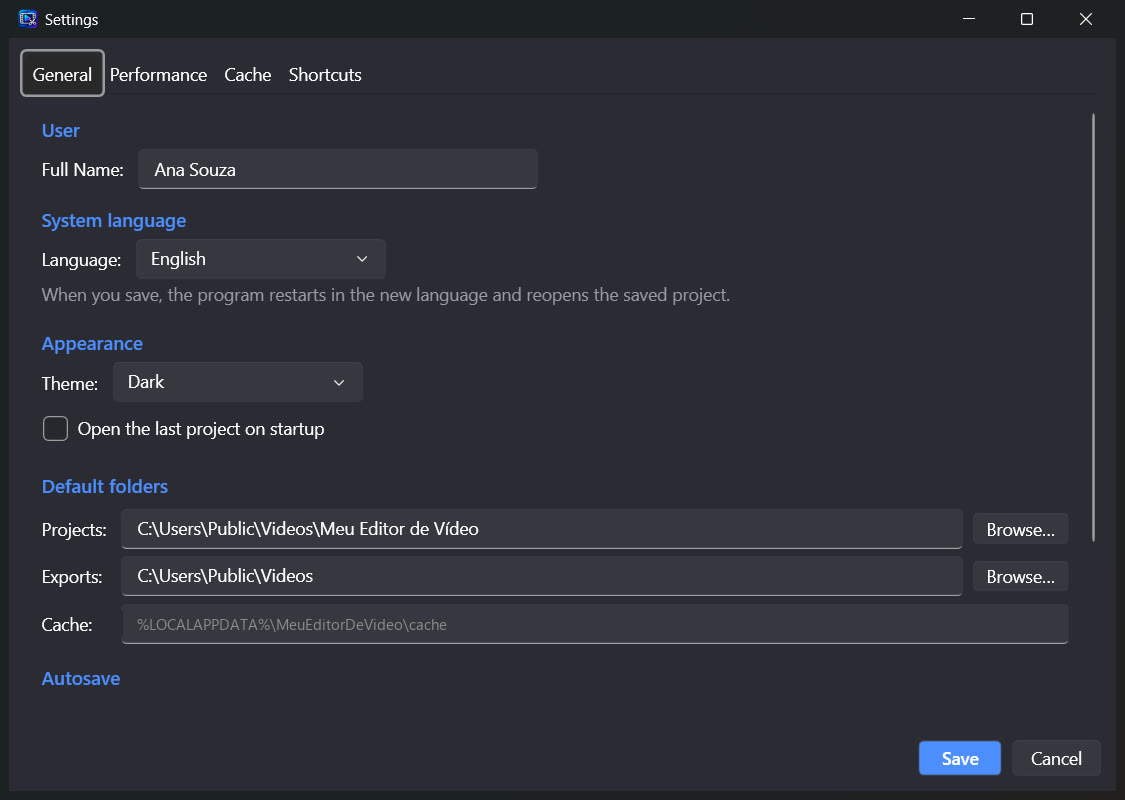 Settings
General Performance Cache Shortcuts
User
Full Name: Ana Souza
System language
Language: English
When you save, the program restarts in the new language and reopens the saved project.
Appearance
Theme: Dark
Open the last project on startup
Default folders
Projects: C:\Users\Public\Videos\Meu Editor de Vídeo Browse...
Exports: C:\Users\Public\Videos Browse...
Cache: %LOCALAPPDATA%\MeuEditorDeVideo\cache
Autosave
Save Cancel